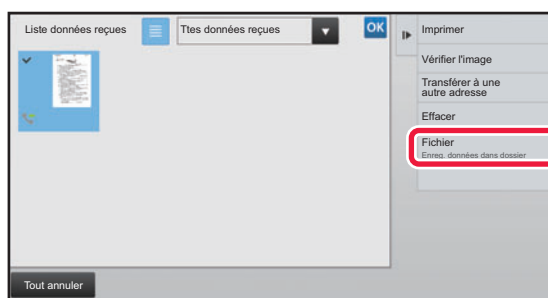 Liste données reçues
Ttes données reçues
OK
Imprimer
Vérifier l'image
Transférer à une
autre adresse
Effacer
Fichier
Enreg. données dans dossier
Tout annuler